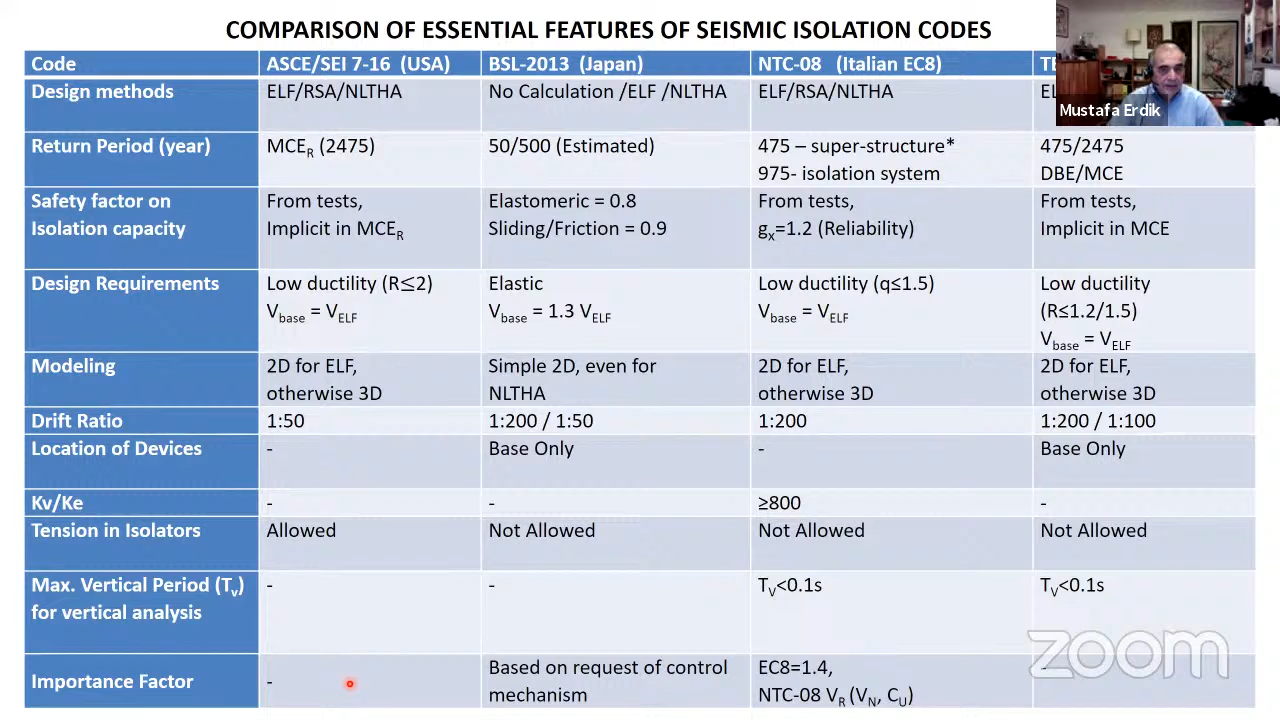 COMPARISON OF ESSENTIAL FEATURES OF SEISMIC ISOLATION CODES
Code
ASCE/SEI 7-16 (USA)
BSL-2013 (Japan)
NTC-08 (Italian EC8)
Mustafa Erdik
Design methods
ELF/RSA/NLTHA
No Calculation /ELF /NLTHA
ELF/RSA/NLTHA
Return Period (year)
MCER (2475)
50/500 (Estimated)
475 – super-structure*
975- isolation system
475/2475
DBE/MCE
Safety factor on
Isolation capacity
From tests,
Implicit in MCER
Elastomeric = 0.8
Sliding/Friction = 0.9
From tests,
gx=1.2 (Reliability)
From tests,
Implicit in MCE
Design Requirements
Low ductility (R≤2)
Vbase = VELF
Elastic
Vbase = 1.3 VELF
Low ductility (q≤1.5)
Vbase = VELF
Low ductility
(R≤1.2/1.5)
Vbase = VELF
Modeling
2D for ELF,
otherwise 3D
Simple 2D, even for
NLTHA
2D for ELF,
otherwise 3D
2D for ELF,
otherwise 3D
Drift Ratio
1:50
1:200 / 1:50
1:200
1:200 / 1:100
Location of Devices
-
Base Only
-
Base Only
Kv/Ke
-
-
≥800
-
Tension in Isolators
Allowed
Not Allowed
Not Allowed
Not Allowed
Max. Vertical Period (Tv)
for vertical analysis
-
-
TV<0.1s
TV<0.1s
Importance Factor
-
Based on request of control
mechanism
EC8=1.4,
NTC-08 VR (VN, CU)
-
zoom